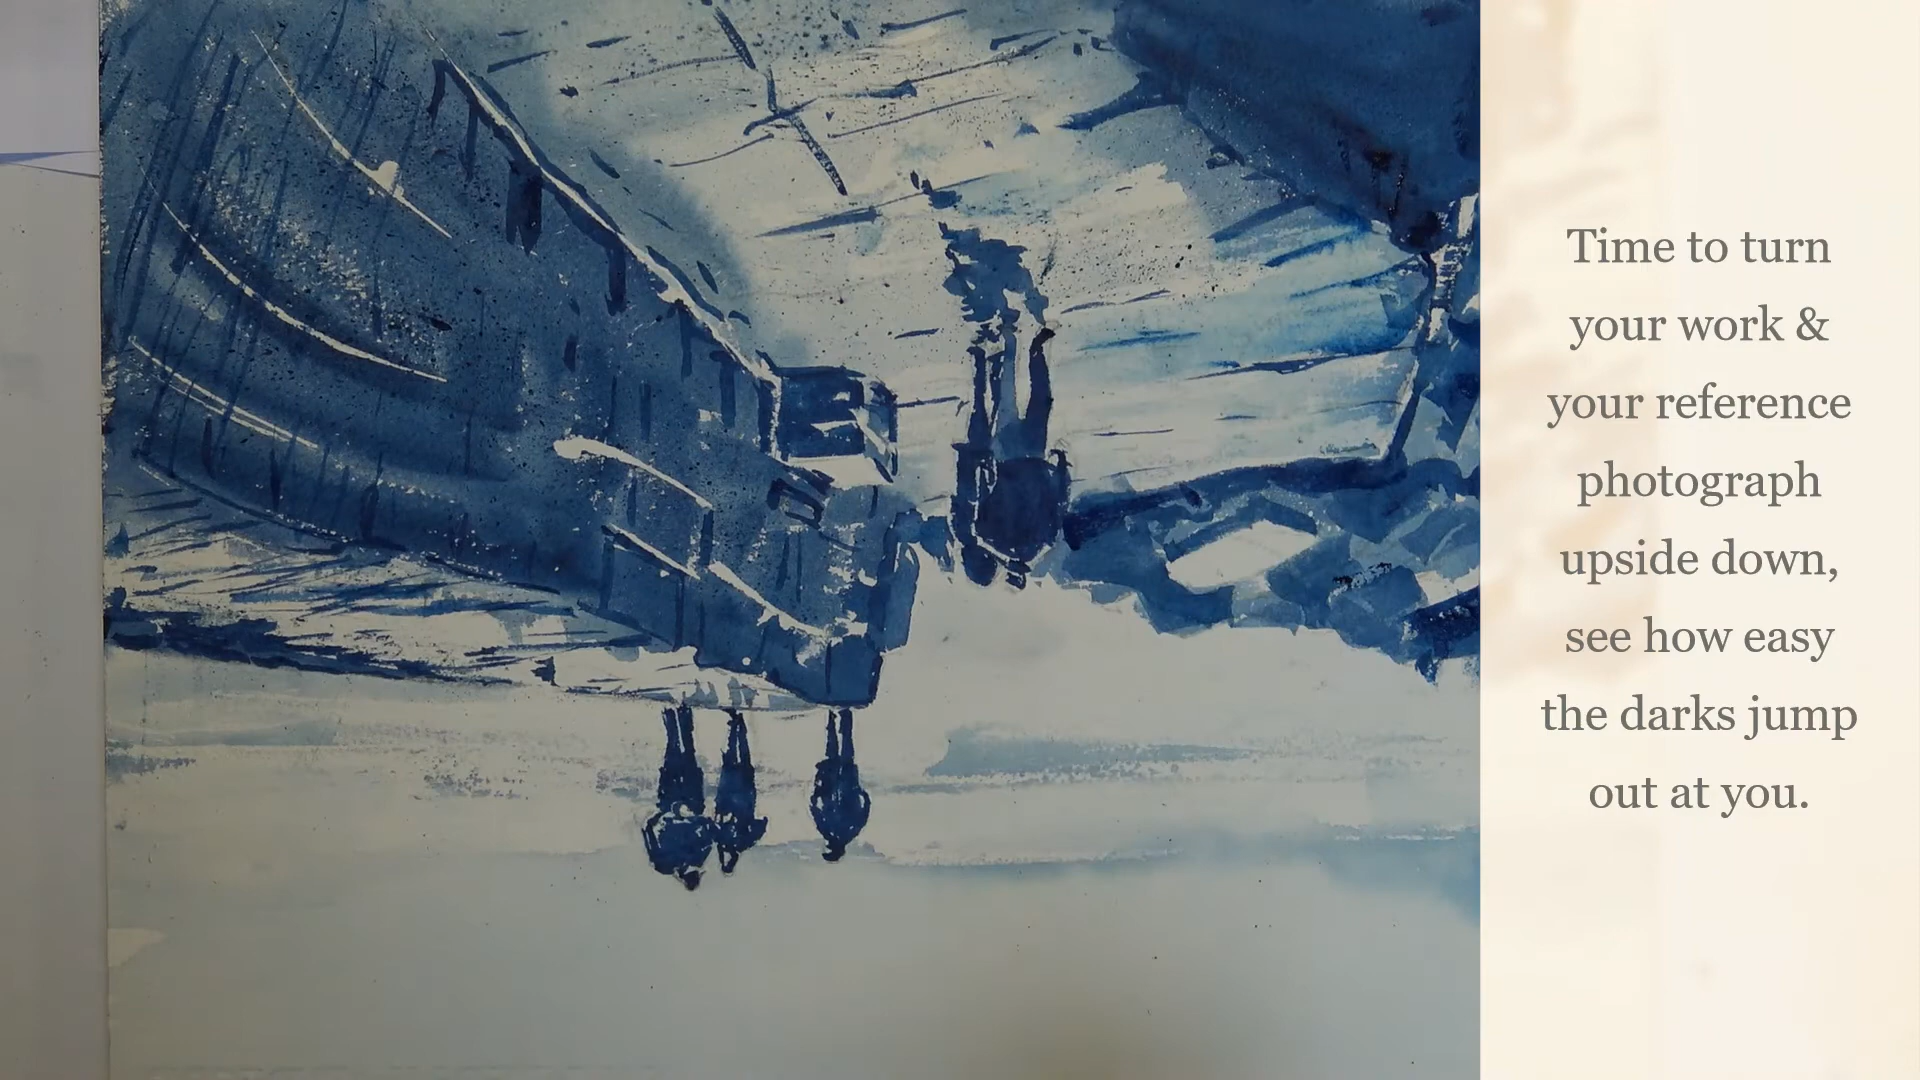 Time to turn
your work &
your reference
photograph
upside down,
see how easy
the darks jump
out at you.